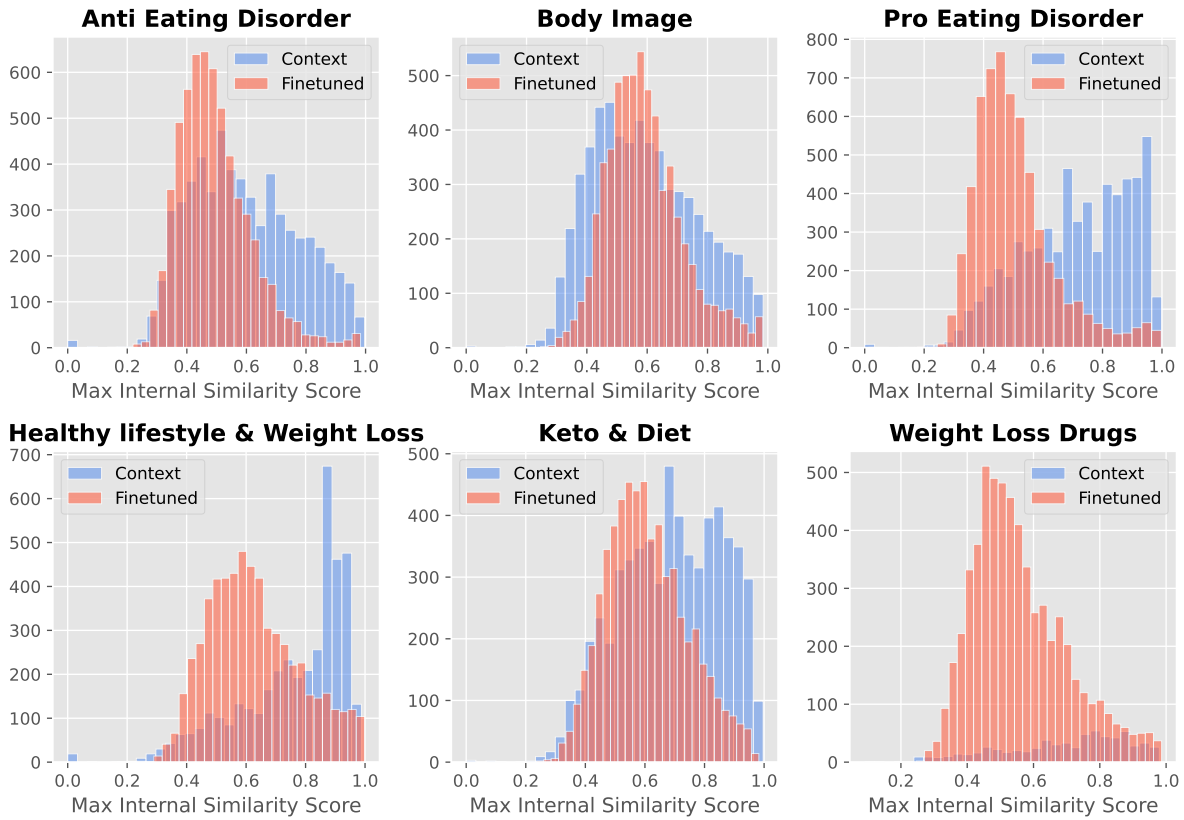 Anti Eating Disorder
Context
Finetuned
600
500
400
300
200
100
0
0.0 0.2 0.4 0.6 0.8 1.0
Max Internal Similarity Score
Body Image
Context
Finetuned
500
400
300
200
100
0
0.0 0.2 0.4 0.6 0.8 1.0
Max Internal Similarity Score
Pro Eating Disorder
Context
Finetuned
800
700
600
500
400
300
200
100
0
0.0 0.2 0.4 0.6 0.8 1.0
Max Internal Similarity Score
Healthy lifestyle & Weight Loss
Context
Finetuned
700
600
500
400
300
200
100
0
0.0 0.2 0.4 0.6 0.8 1.0
Max Internal Similarity Score
Keto & Diet
Context
Finetuned
500
400
300
200
100
0
0.0 0.2 0.4 0.6 0.8 1.0
Max Internal Similarity Score
Weight Loss Drugs
Context
Finetuned
500
400
300
200
100
0
0.2 0.4 0.6 0.8 1.0
Max Internal Similarity Score